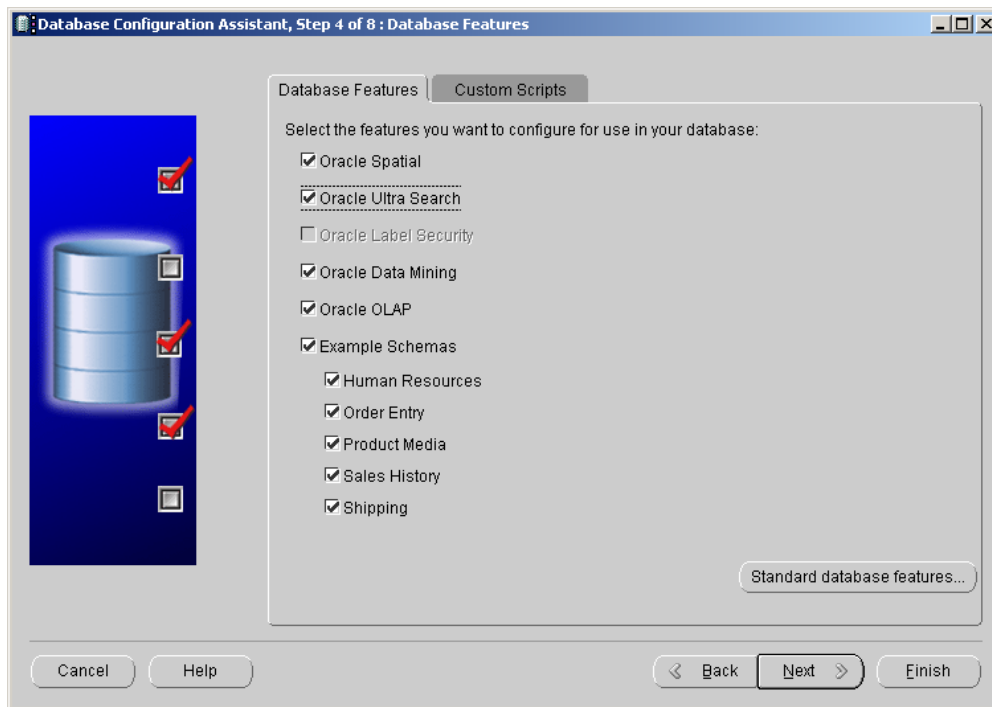 Database Configuration Assistant, Step 4 of 8 : Database Features
Database Features
Custom Scripts
Select the features you want to configure for use in your database:
Oracle Spatial
Oracle Ultra Search
Oracle Label Security
Oracle Data Mining
Oracle OLAP
Example Schemas
Human Resources
Order Entry
Product Media
Sales History
Shipping
Standard database features...
Cancel
Help
Back
Next
Finish